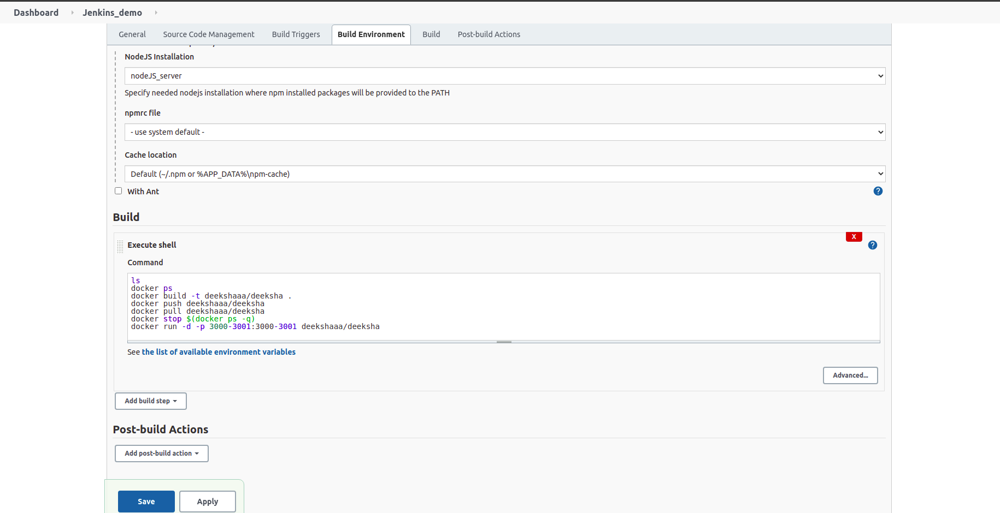 Dashboard
Jenkins_demo
General
Source Code Management
Build Triggers
Build Environment
Build
Post-build Actions
NodeJS Installation
nodeJS_server
Specify needed nodejs installation where npm installed packages will be provided to the PATH
npmrc file
- use system default -
Cache location
Default (~/.npm or %APP_DATA%\npm-cache)
With Ant
?
Build
X
Execute shell
?
Command
ls
docker ps
docker build -t deekshaaa/deeksha .
docker push deekshaaa/deeksha
docker pull deekshaaa/deeksha
docker stop $(docker ps -q)
docker run -d -p 3000-3001:3000-3001 deekshaaa/deeksha
See the list of available environment variables
Advanced...
Add build step
Post-build Actions
Add post-build action
Save
Apply